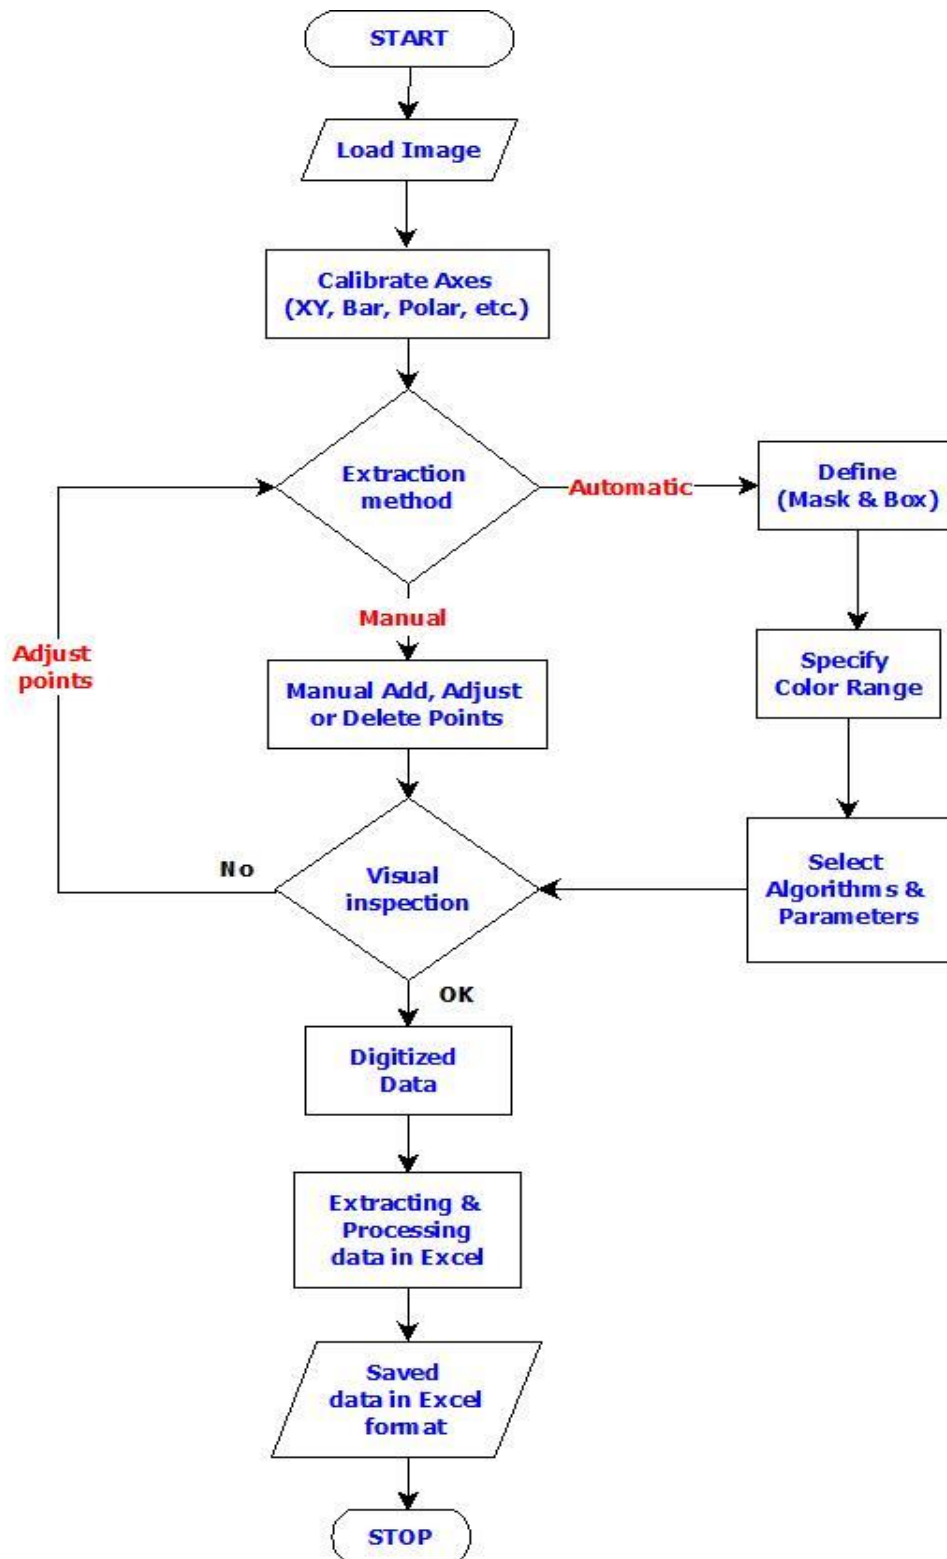 START
Load Image
Calibrate Axes
(XY, Bar, Polar, etc.)
Extraction
method
Automatic
Define
(Mask & Box)
Manual
Adjust
points
Specify
Color Range
Manual Add, Adjust
or Delete Points
No
Visual
inspection
Select
Algorithms &
Parameters
OK
Digitized
Data
Extracting &
Processing
data in Excel
Saved
data in Excel
format
STOP